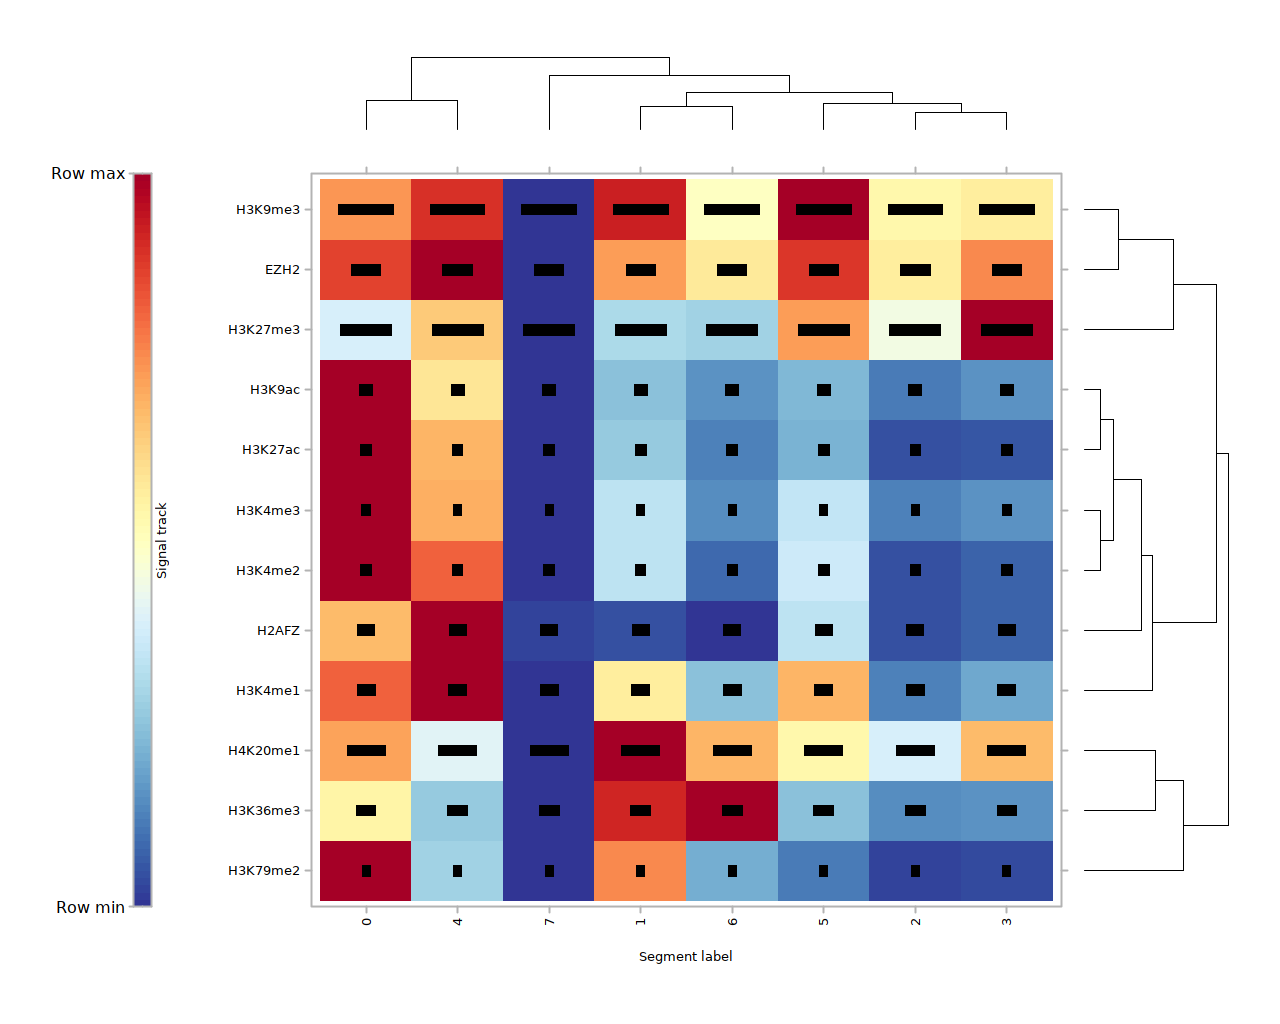 Row max
Signal track
Row min
H3K9me3
EZH2
H3K27me3
H3K9ac
H3K27ac
H3K4me3
H3K4me2
H2AFZ
H3K4me1
H4K20me1
H3K36me3
H3K79me2
0 4 7 1 6 5 2 3
Segment label